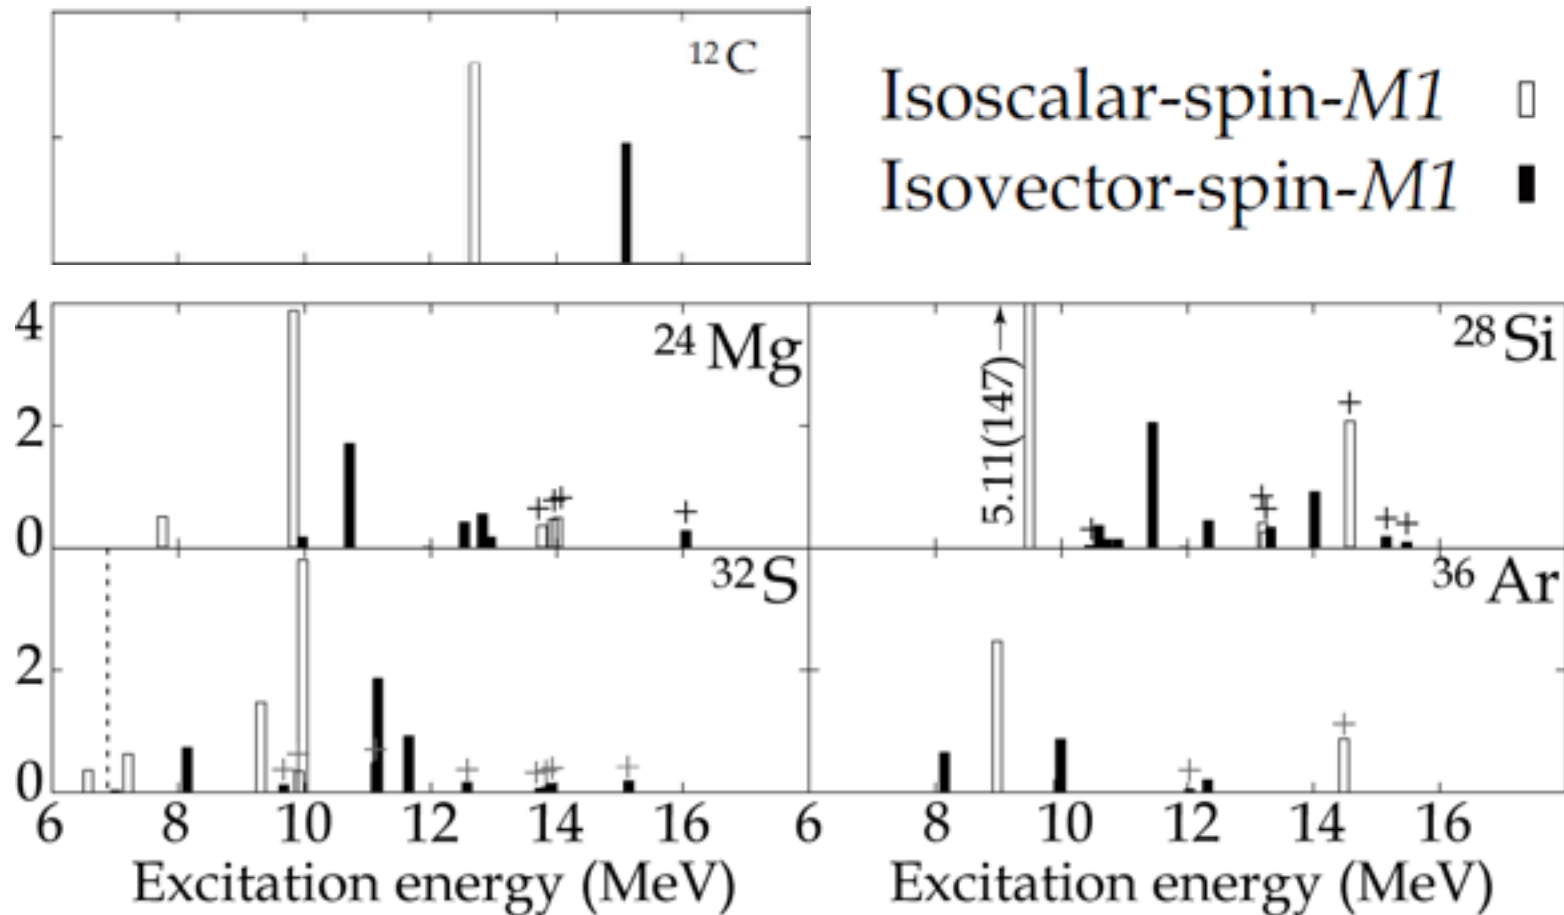 ¹²C
Isoscalar-spin-M1
Isovector-spin-M1
4
2
0
²⁴Mg
5.11(147)
²⁸Si
2
0
³²S
³⁶Ar
6 8 10 12 14 16 6 8 10 12 14 16
Excitation energy (MeV) Excitation energy (MeV)